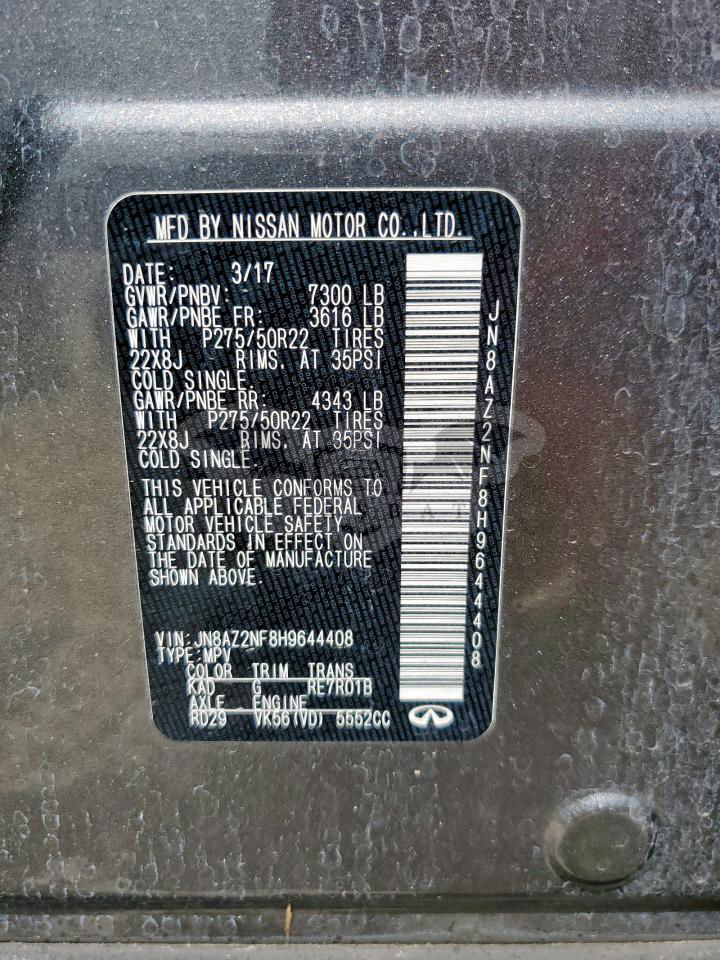 MFD BY NISSAN MOTOR CO.,LTD.
DATE: 3/17
GVWR/PNBV: 7300 LB
GAWR/PNBE FR: 3616 LB
WITH P275/50R22 TIRES
22X8J RIMS. AT 35PSI
COLD SINGLE.
GAWR/PNBE RR: 4343 LB
WITH P275/50R22 TIRES
22X8J RIMS. AT 35PSI
COLD SINGLE.
THIS VEHICLE CONFORMS TO
ALL APPLICABLE FEDERAL
MOTOR VEHICLE SAFETY
STANDARDS IN EFFECT ON
THE DATE OF MANUFACTURE
SHOWN ABOVE.
VIN: JN8AZ2NF8H9644408
TYPE: MPV
COLOR TRIM TRANS
KAD G RE7R01B
AXLE ENGINE
RD29 VK56(VD) 5552CC
JN8AZ2NF8H9644408